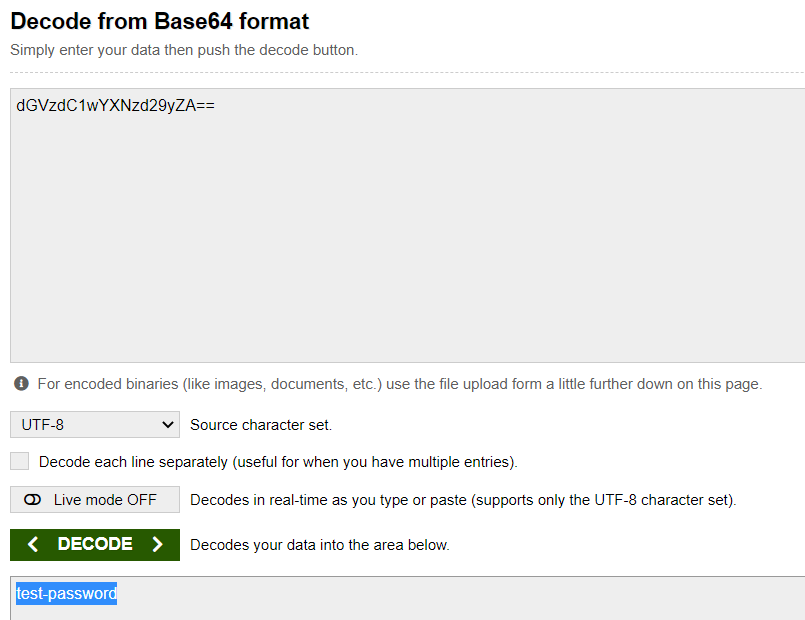 Decode from Base64 format
Simply enter your data then push the decode button.
dGVzdC1wYXNzd29yZA==
For encoded binaries (like images, documents, etc.) use the file upload form a little further down on this page.
UTF-8 Source character set.
Decode each line separately (useful for when you have multiple entries).
Live mode OFF Decodes in real-time as you type or paste (supports only the UTF-8 character set).
DECODE Decodes your data into the area below.
test-password